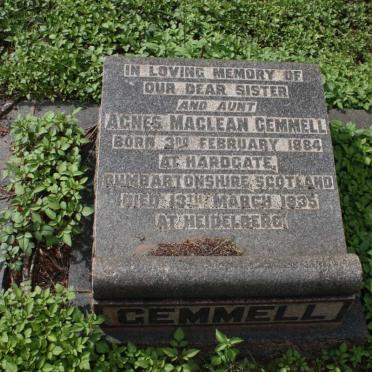 IN LOVING MEMORY OF
OUR DEAR SISTER
AND AUNT
AGNES MACLEAN GEMMELL
BORN 3RD FEBRUARY 1884
AT HARDGATE,
DUMBARTONSHIRE SCOTLAND
DIED 13TH MARCH 1935
AT HEIDELBERG.
GEMMELL